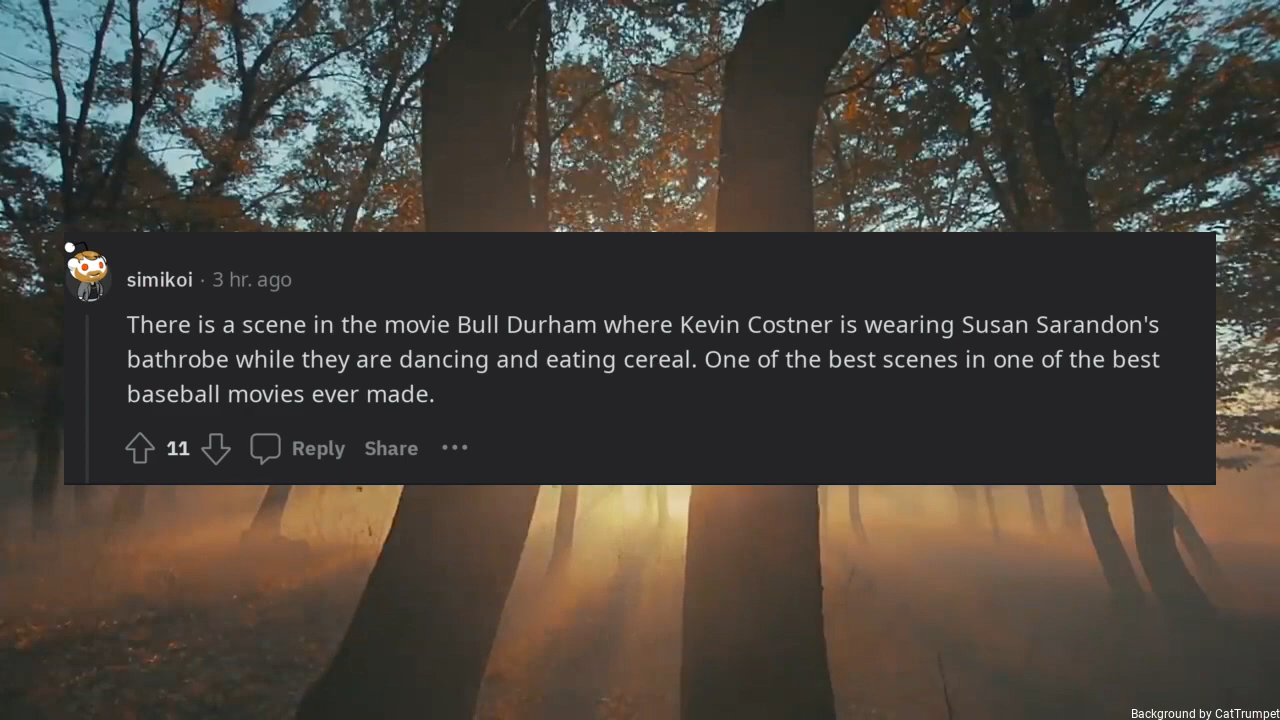 simikoi · 3 hr. ago
There is a scene in the movie Bull Durham where Kevin Costner is wearing Susan Sarandon's
bathrobe while they are dancing and eating cereal. One of the best scenes in one of the best
baseball movies ever made.
11 Reply Share ···
Background by CatTrumpet